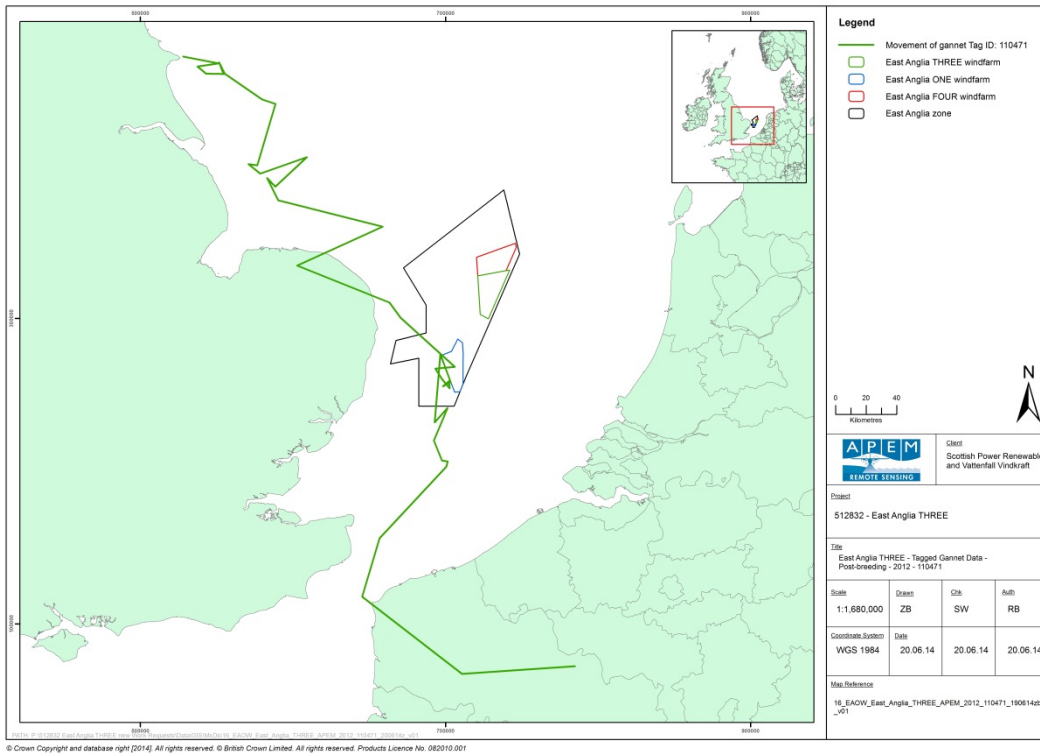 600000
700000
800000
300000
100000
Legend
Movement of gannet Tag ID: 110471
East Anglia THREE windfarm
East Anglia ONE windfarm
East Anglia FOUR windfarm
East Anglia zone
N
0 20 40
Kilometres
APEM
REMOTE SENSING
Client
Scottish Power Renewable
and Vattenfall Vindkraft
Project
512832 - East Anglia THREE
Title
East Anglia THREE - Tagged Gannet Data -
Post-breeding - 2012 - 110471
Scale
1:1,680,000
Drawn
ZB
Chk
SW
Auth
RB
Coordinate System
WGS 1984
Date
20.06.14
20.06.14
20.06.14
Map Reference
16_EAOW_East_Anglia_THREE_APEM_2012_110471_190614zb
_v01
© Crown Copyright and database right [2014]. All rights reserved. © British Crown Limited. All rights reserved. Products Licence No. 082010.001